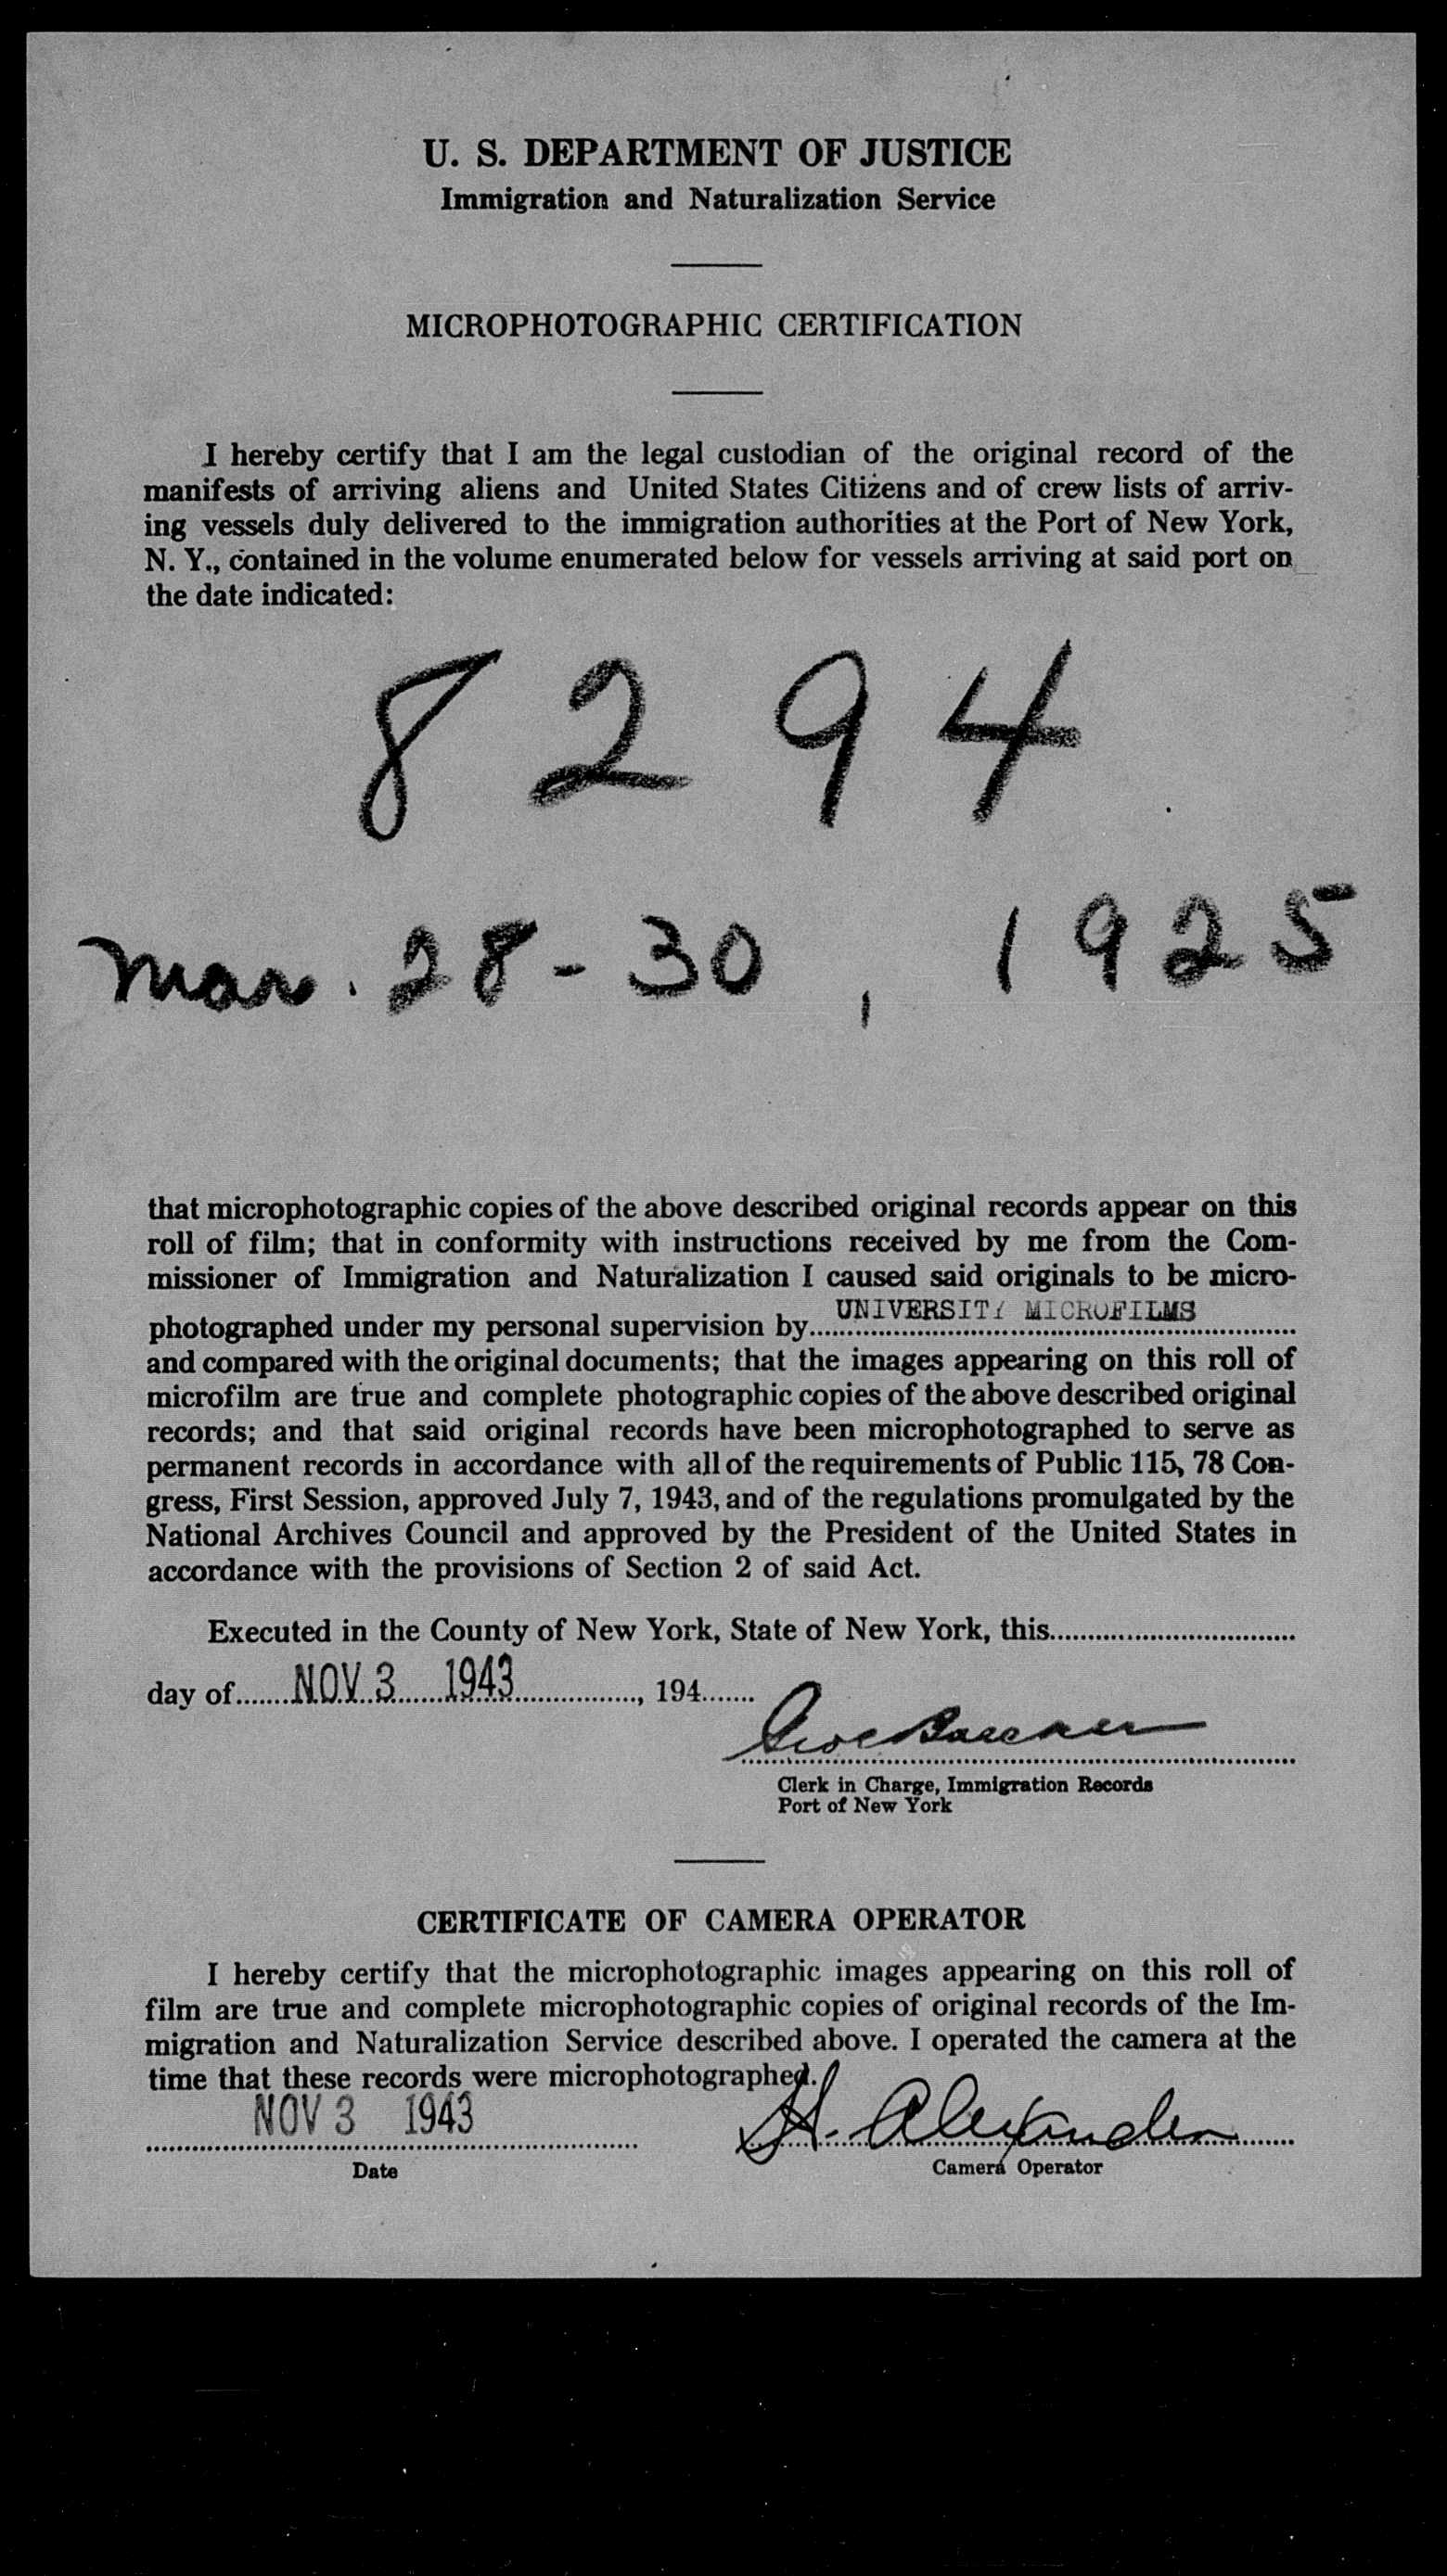 U. S. DEPARTMENT OF JUSTICE
Immigration and Naturalization Service
MICROPHOTOGRAPHIC CERTIFICATION
I hereby certify that I am the legal custodian of the original record of the
manifests of arriving aliens and United States Citizens and of crew lists of arriv-
ing vessels duly delivered to the immigration authorities at the Port of New York,
N. Y., contained in the volume enumerated below for vessels arriving at said port on
the date indicated:
8294
Mar. 28-30, 1925
that microphotographic copies of the above described original records appear on this
roll of film; that in conformity with instructions received by me from the Com-
missioner of Immigration and Naturalization I caused said originals to be micro-
photographed under my personal supervision by UNIVERSITY MICROFILMS
and compared with the original documents; that the images appearing on this roll of
microfilm are true and complete photographic copies of the above described original
records; and that said original records have been microphotographed to serve as
permanent records in accordance with all of the requirements of Public 115, 78 Con-
gress, First Session, approved July 7, 1943, and of the regulations promulgated by the
National Archives Council and approved by the President of the United States in
accordance with the provisions of Section 2 of said Act.
Executed in the County of New York, State of New York, this
day of NOV 3 1943, 194
Clerk in Charge, Immigration Records
Port of New York
CERTIFICATE OF CAMERA OPERATOR
I hereby certify that the microphotographic images appearing on this roll of
film are true and complete microphotographic copies of original records of the Im-
migration and Naturalization Service described above. I operated the camera at the
time that these records were microphotographed.
NOV 3 1943 H. Alexander
Date Camera Operator